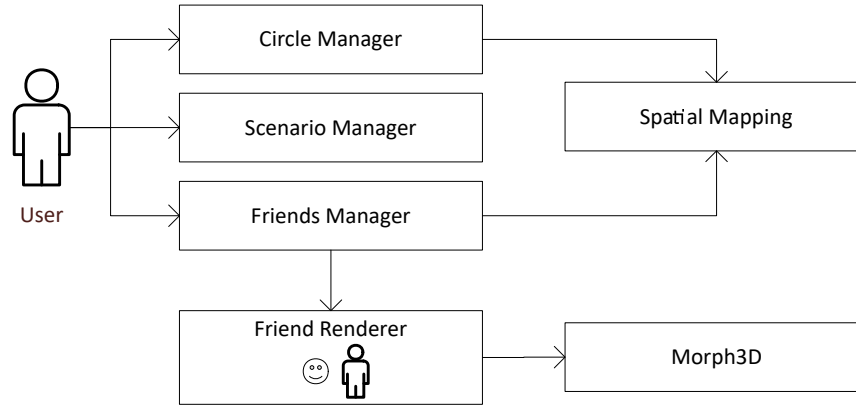 Circle Manager
Spatial Mapping
Scenario Manager
User
Friends Manager
Friend Renderer
Morph3D